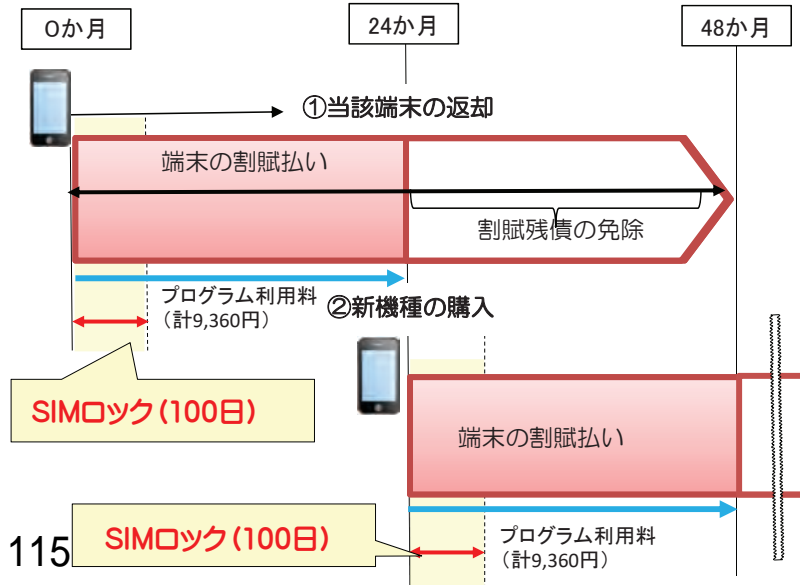 0か月
24か月
48か月
①当該端末の返却
端末の割賦払い
割賦残債の免除
プログラム利用料
（計9,360円）
②新機種の購入
SIMロック（100日）
端末の割賦払い
プログラム利用料
（計9,360円）
SIMロック（100日）
115